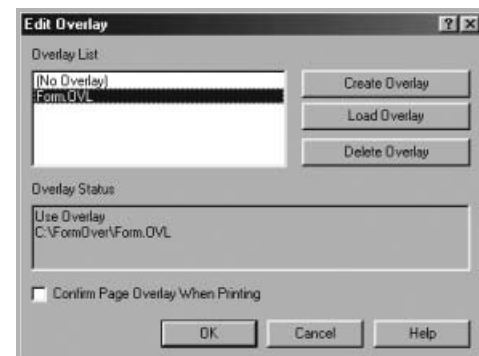 Edit Overlay
Overlay List
(No Overlay)
Form.OVL
Create Overlay
Load Overlay
Delete Overlay
Overlay Status
Use Overlay
C:\FormOver\Form.OVL
Confirm Page Overlay When Printing
OK Cancel Help